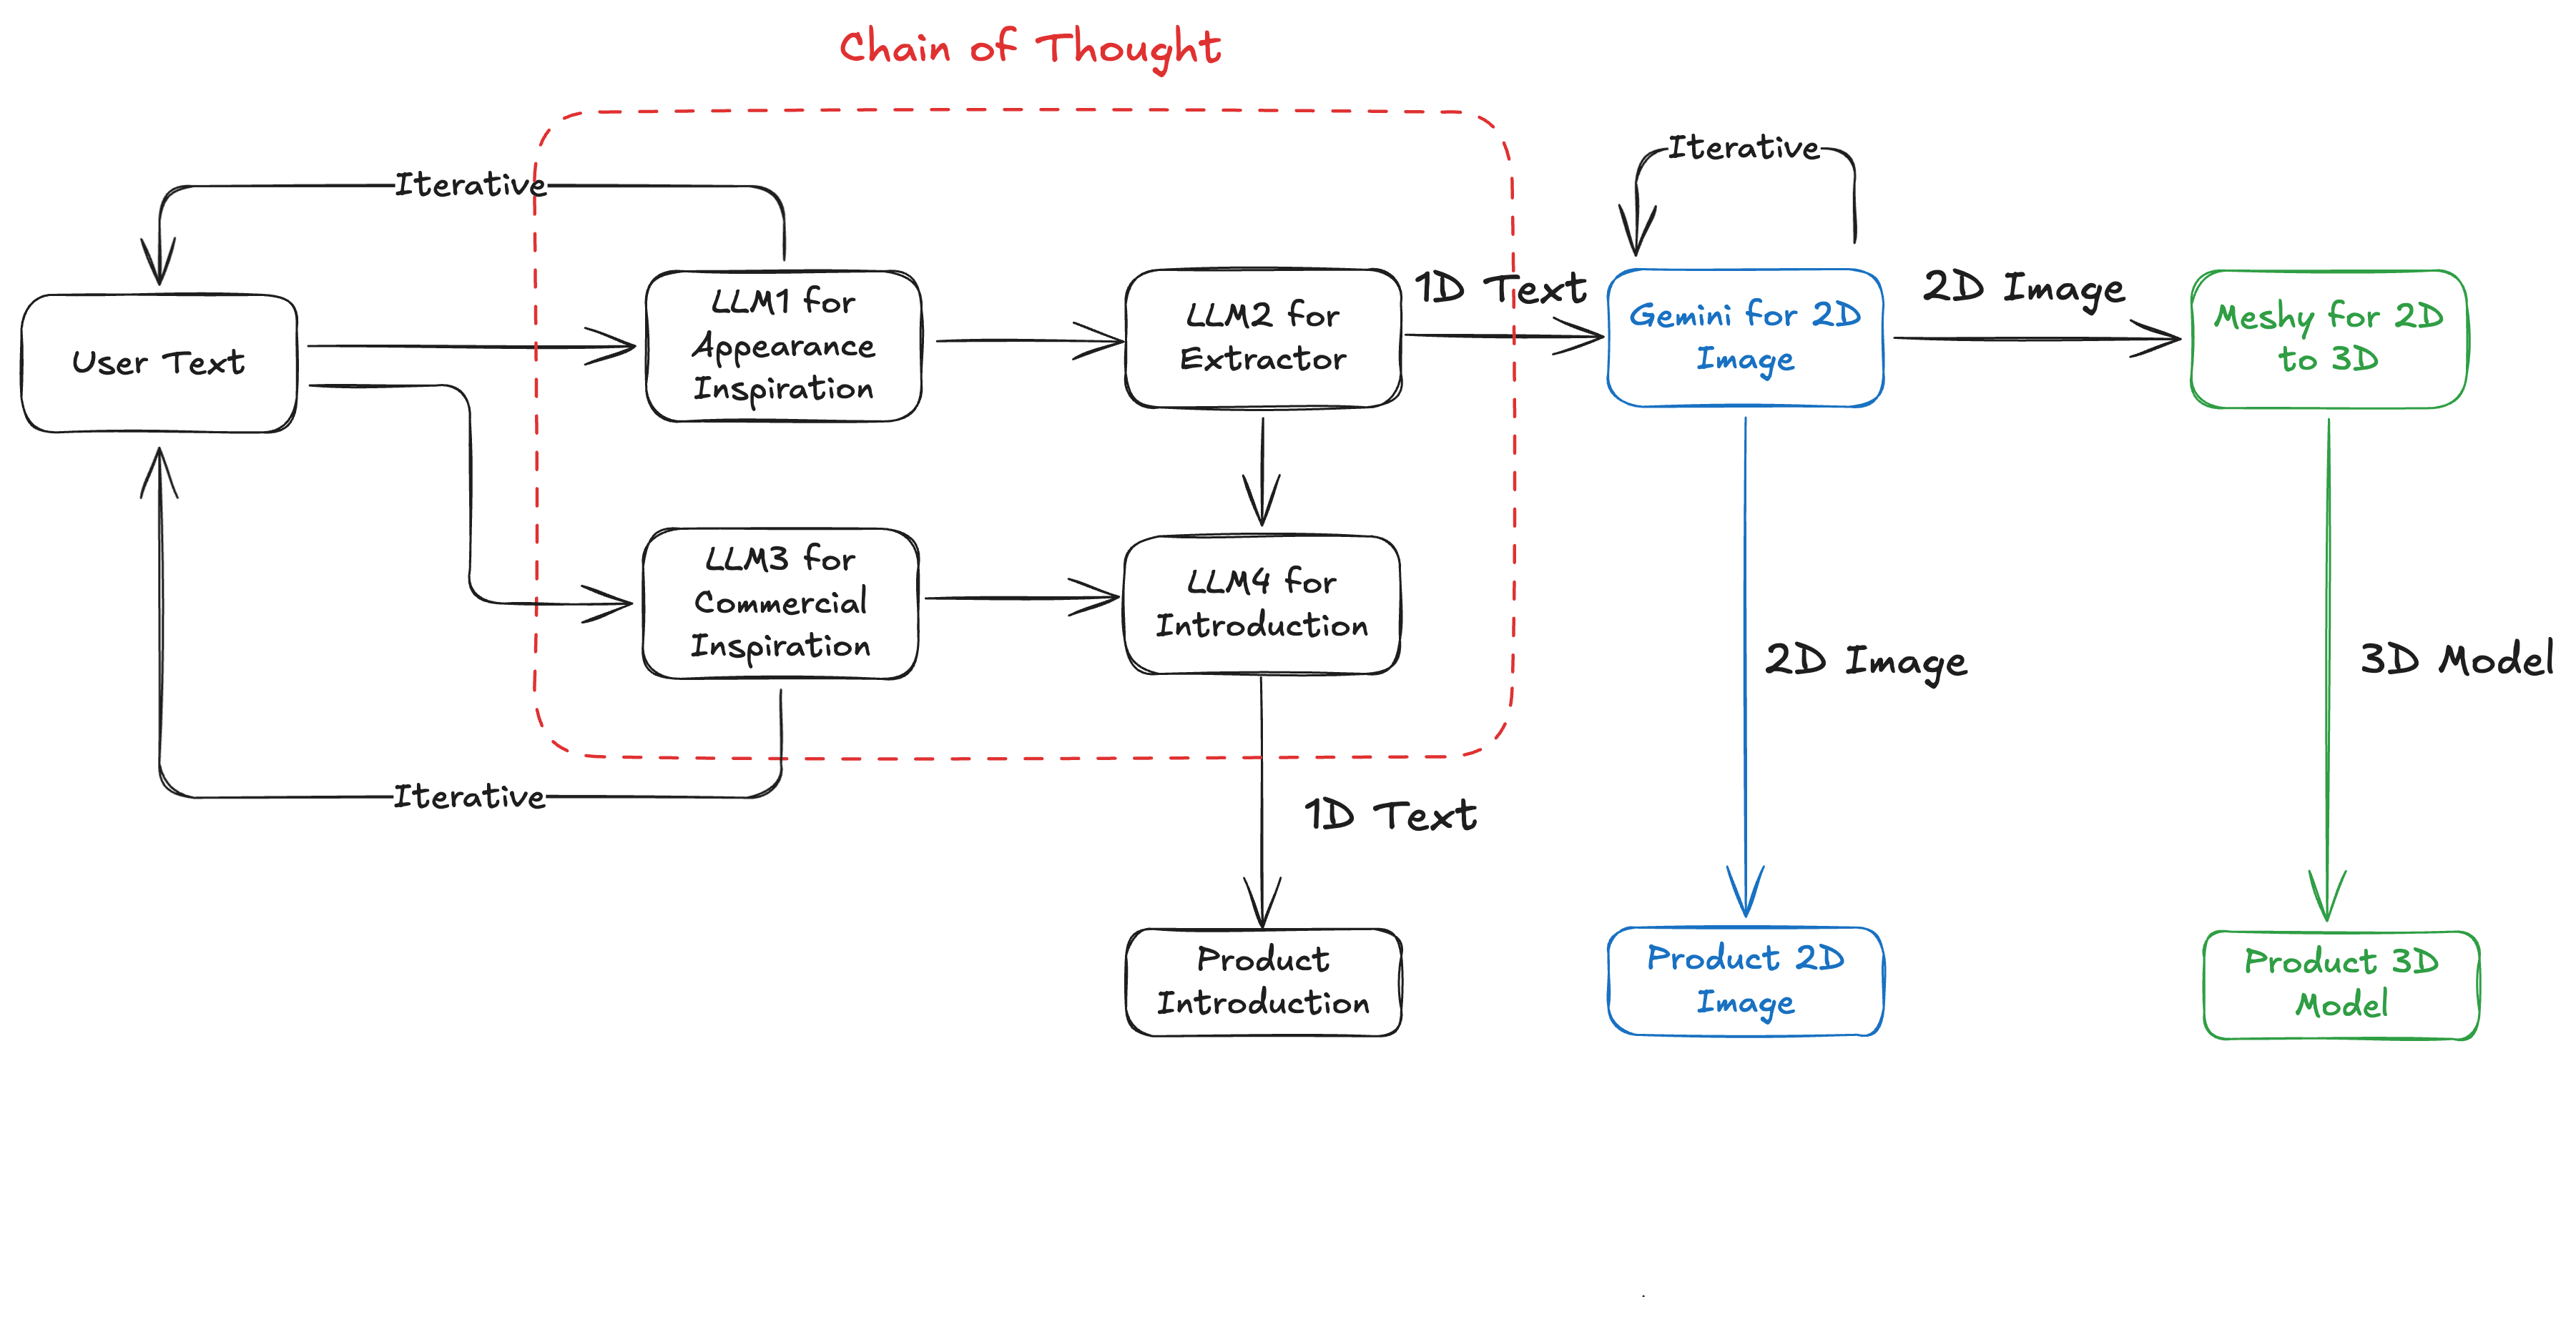 Chain of Thought
Iterative
Iterative
User Text
LLM1 for
Appearance
Inspiration
LLM2 for
Extractor
1D Text
Gemini for 2D
Image
2D Image
Meshy for 2D
to 3D
LLM3 for
Commercial
Inspiration
LLM4 for
Introduction
2D Image
3D Model
Iterative
1D Text
Product
Introduction
Product 2D
Image
Product 3D
Model